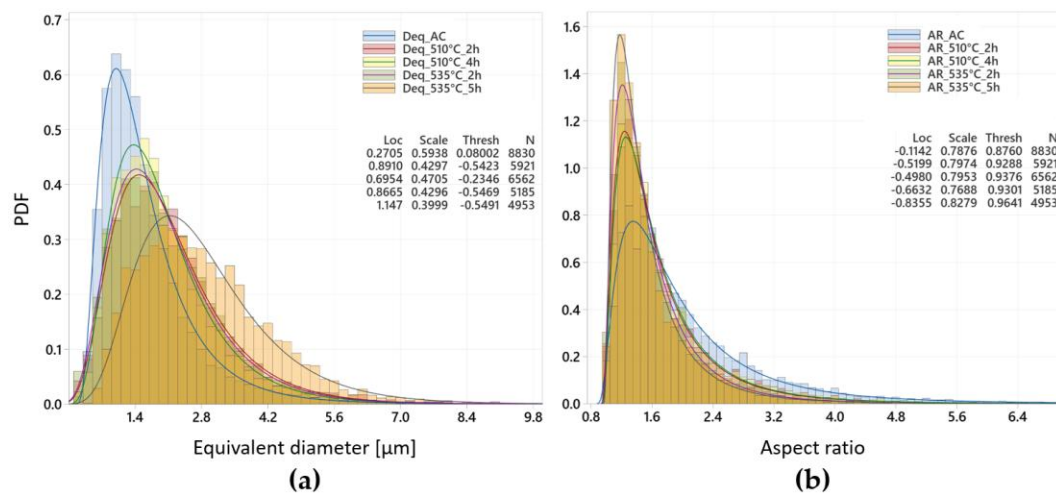 0.7
0.6
0.5
0.4
0.3
0.2
0.1
0.0
PDF
Deq_AC
Deq_510°C_2h
Deq_510°C_4h
Deq_535°C_2h
Deq_535°C_5h
Loc Scale Thresh N
0.2705 0.5938 0.08002 8830
0.8910 0.4297 -0.5423 5921
0.6954 0.4705 -0.2346 6562
0.8665 0.4296 -0.5469 5185
1.147 0.3999 -0.5491 4953
1.4 2.8 4.2 5.6 7.0 8.4 9.8
Equivalent diameter [µm]
(a)
1.6
1.4
1.2
1.0
0.8
0.6
0.4
0.2
0.0
AR_AC
AR_510°C_2h
AR_510°C_4h
AR_535°C_2h
AR_535°C_5h
Loc Scale Thresh N
-0.1142 0.7876 0.8760 8830
-0.5199 0.7974 0.9288 5921
-0.4980 0.7953 0.9376 6562
-0.6632 0.7688 0.9301 5185
-0.8355 0.8279 0.9641 4953
0.8 1.6 2.4 3.2 4.0 4.8 5.6 6.4
Aspect ratio
(b)